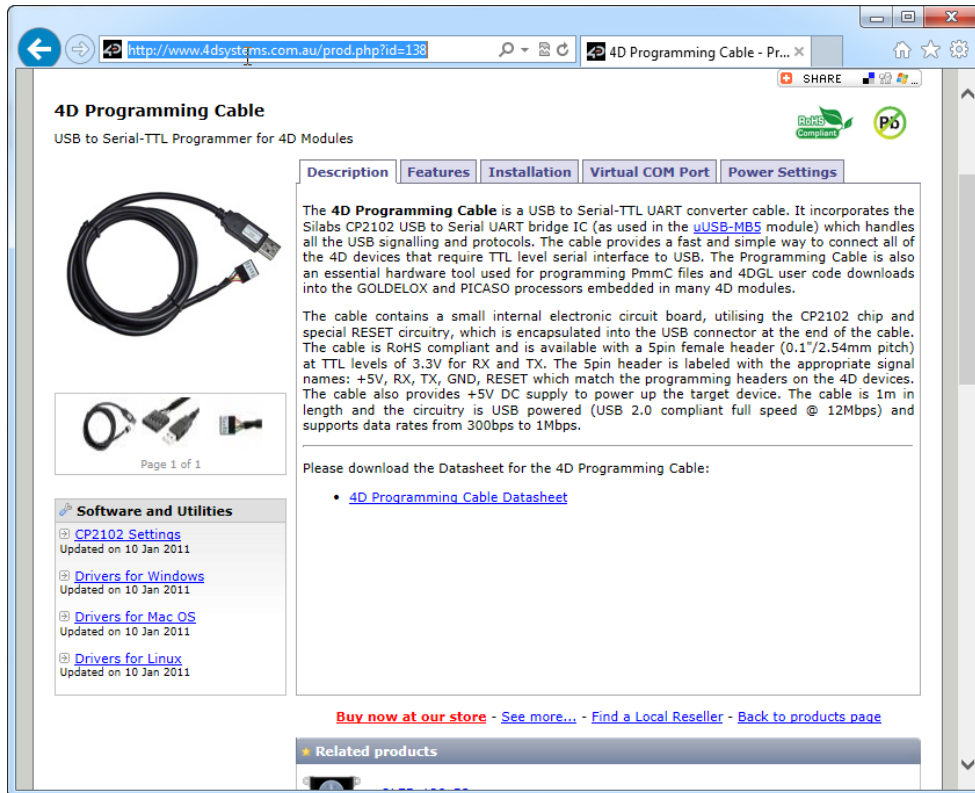 http://www.4dsystems.com.au/prod.php?id=138
4D Programming Cable - Pr...
SHARE
4D Programming Cable
USB to Serial-TTL Programmer for 4D Modules
RoHS
Compliant
Pb
Description
Features
Installation
Virtual COM Port
Power Settings
The 4D Programming Cable is a USB to Serial-TTL UART converter cable. It incorporates the
Silabs CP2102 USB to Serial UART bridge IC (as used in the uUSB-MB5 module) which handles
all the USB signalling and protocols. The cable provides a fast and simple way to connect all of
the 4D devices that require TTL level serial interface to USB. The Programming Cable is also
an essential hardware tool used for programming PmmC files and 4DGL user code downloads
into the GOLDELOX and PICASO processors embedded in many 4D modules.
The cable contains a small internal electronic circuit board, utilising the CP2102 chip and
special RESET circuitry, which is encapsulated into the USB connector at the end of the cable.
The cable is RoHS compliant and is available with a 5pin female header (0.1"/2.54mm pitch)
at TTL levels of 3.3V for RX and TX. The 5pin header is labeled with the appropriate signal
names: +5V, RX, TX, GND, RESET which match the programming headers on the 4D devices.
The cable also provides +5V DC supply to power up the target device. The cable is 1m in
length and the circuitry is USB powered (USB 2.0 compliant full speed @ 12Mbps) and
supports data rates from 300bps to 1Mbps.
Please download the Datasheet for the 4D Programming Cable:
4D Programming Cable Datasheet
Page 1 of 1
Software and Utilities
CP2102 Settings
Updated on 10 Jan 2011
Drivers for Windows
Updated on 10 Jan 2011
Drivers for Mac OS
Updated on 10 Jan 2011
Drivers for Linux
Updated on 10 Jan 2011
Buy now at our store - See more... - Find a Local Reseller - Back to products page
Related products